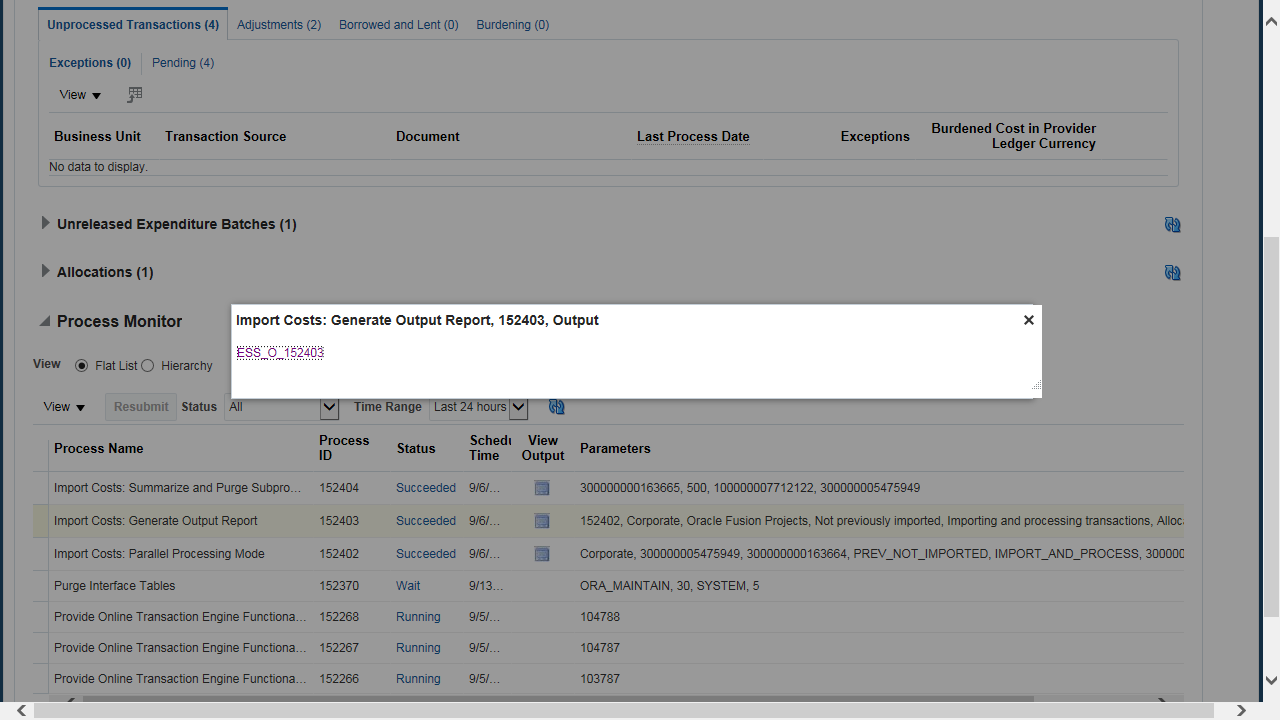 Unprocessed Transactions (4) Adjustments (2) Borrowed and Lent (0) Burdening (0)
Exceptions (0) Pending (4)
View
Business Unit Transaction Source Document Last Process Date Exceptions Burdened Cost in Provider
Ledger Currency
No data to display.
Unreleased Expenditure Batches (1)
Allocations (1)
Import Costs: Generate Output Report, 152403, Output
ESS_O_152403
Process Monitor
View Flat List Hierarchy
View Resubmit Status All Time Range Last 24 hours
Process Name Process ID Status Schedu Time View Output Parameters
Import Costs: Summarize and Purge Subpro... 152404 Succeeded 9/6/... 300000000163665, 500, 100000007712122, 300000005475949
Import Costs: Generate Output Report 152403 Succeeded 9/6/... 152402, Corporate, Oracle Fusion Projects, Not previously imported, Importing and processing transactions, Alloc
Import Costs: Parallel Processing Mode 152402 Succeeded 9/6/... Corporate, 300000005475949, 300000000163664, PREV_NOT_IMPORTED, IMPORT_AND_PROCESS, 300000
Purge Interface Tables 152370 Wait 9/13... ORA_MAINTAIN, 30, SYSTEM, 5
Provide Online Transaction Engine Functiona... 152268 Running 9/5/... 104788
Provide Online Transaction Engine Functiona... 152267 Running 9/5/... 104787
Provide Online Transaction Engine Functiona... 152266 Running 9/5/... 103787